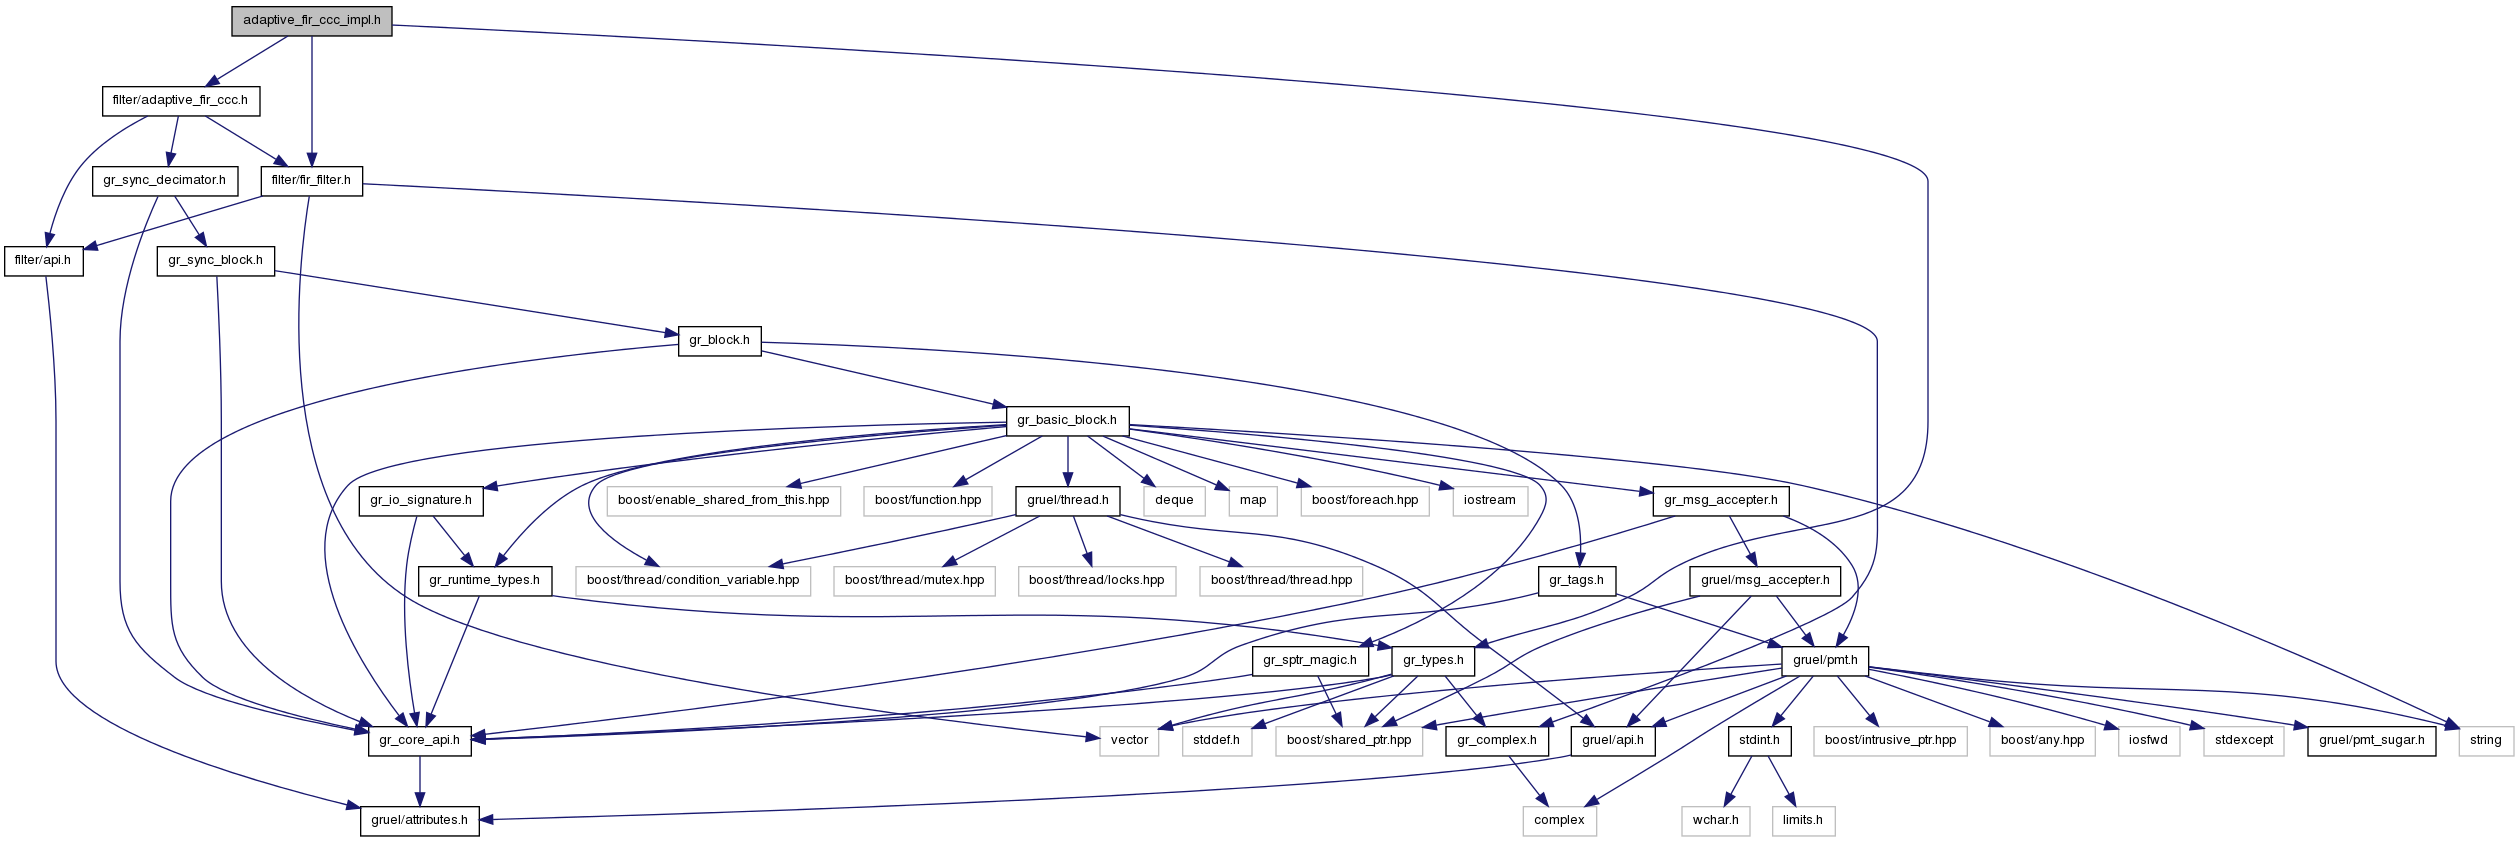 adaptive_fir_ccc_impl.h
filter/adaptive_fir_ccc.h
gr_sync_decimator.h
filter/fir_filter.h
filter/api.h
gr_sync_block.h
gr_block.h
gr_basic_block.h
gr_io_signature.h
boost/enable_shared_from_this.hpp
boost/function.hpp
gruel/thread.h
deque
map
boost/foreach.hpp
iostream
gr_msg_accepter.h
gr_runtime_types.h
boost/thread/condition_variable.hpp
boost/thread/mutex.hpp
boost/thread/locks.hpp
boost/thread/thread.hpp
gr_tags.h
gruel/msg_accepter.h
gr_sptr_magic.h
gr_types.h
gruel/pmt.h
gr_core_api.h
vector
stddef.h
boost/shared_ptr.hpp
gr_complex.h
gruel/api.h
stdint.h
boost/intrusive_ptr.hpp
boost/any.hpp
iosfwd
stdexcept
gruel/pmt_sugar.h
string
gruel/attributes.h
complex
wchar.h
limits.h